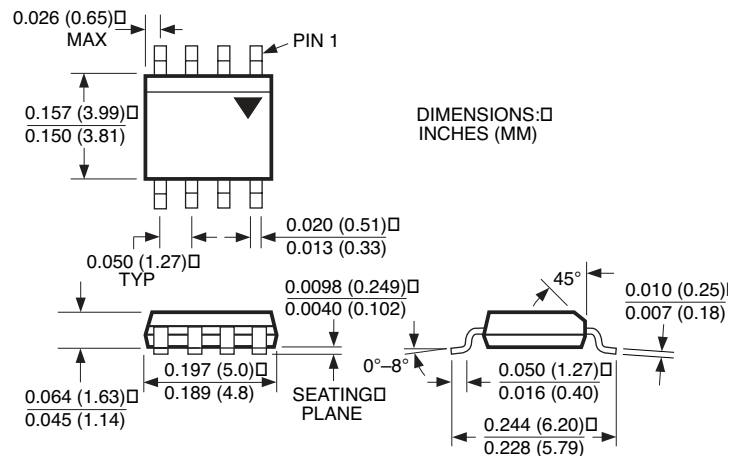 0.026 (0.65)□
MAX
PIN 1
0.157 (3.99)□
0.150 (3.81)
DIMENSIONS:□
INCHES (MM)
0.020 (0.51)□
0.013 (0.33)
0.050 (1.27)□
TYP
0.0098 (0.249)□
0.0040 (0.102)
45°
0.010 (0.25)
0.007 (0.18)
0°–8°
0.064 (1.63)□
0.045 (1.14)
0.197 (5.0)□
0.189 (4.8)
SEATING□
PLANE
0.050 (1.27)□
0.016 (0.40)
0.244 (6.20)□
0.228 (5.79)